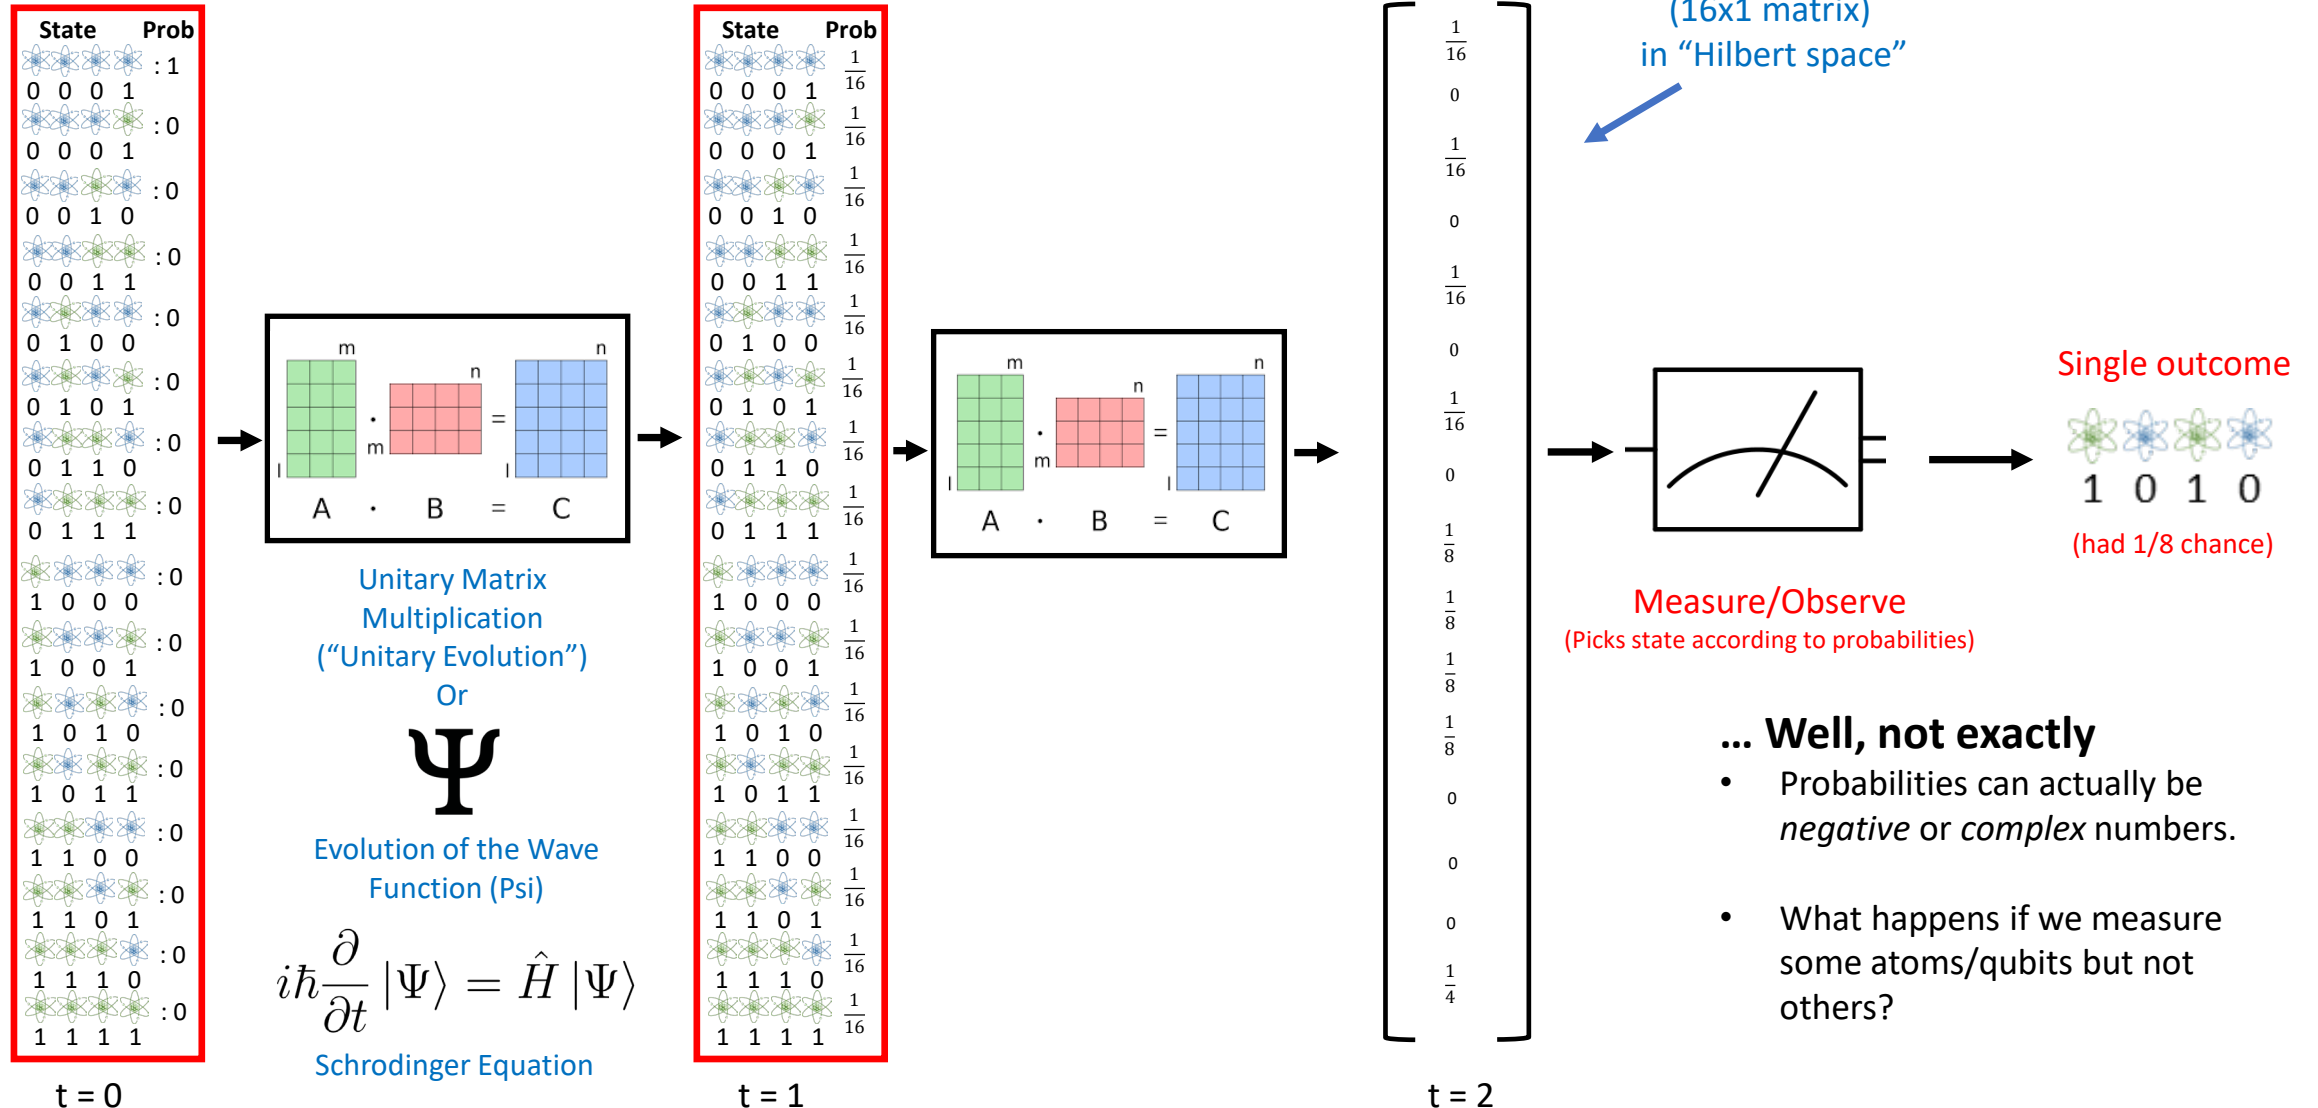 State Prob
: 1
0 0 0 1
: 0
0 0 0 1
: 0
0 0 1 0
: 0
0 0 1 1
: 0
0 1 0 0
: 0
0 1 0 1
: 0
0 1 1 0
: 0
0 1 1 1
: 0
1 0 0 0
: 0
1 0 0 1
: 0
1 0 1 0
: 0
1 0 1 1
: 0
1 1 0 0
: 0
1 1 0 1
: 0
1 1 1 0
: 0
1 1 1 1
t = 0
m
n
n
· =
m
l
l
A · B = C
Unitary Matrix
Multiplication
(“Unitary Evolution”)
Or
Ψ
Evolution of the Wave
Function (Psi)
iℏ ∂/∂t |Ψ⟩ = Ĥ |Ψ⟩
Schrodinger Equation
State Prob
1/16
0 0 0 1
1/16
0 0 0 1
1/16
0 0 1 0
1/16
0 0 1 1
1/16
0 1 0 0
1/16
0 1 0 1
1/16
0 1 1 0
1/16
0 1 1 1
1/16
1 0 0 0
1/16
1 0 0 1
1/16
1 0 1 0
1/16
1 0 1 1
1/16
1 1 0 0
1/16
1 1 0 1
1/16
1 1 1 0
1/16
1 1 1 1
t = 1
m
n
n
· =
m
l
l
A · B = C
1/16
0
1/16
0
1/16
0
1/16
0
1/8
1/8
1/8
1/8
0
0
0
1/4
t = 2
(16x1 matrix)
in “Hilbert space”
Measure/Observe
(Picks state according to probabilities)
Single outcome
1 0 1 0
(had 1/8 chance)
... Well, not exactly
• Probabilities can actually be
negative or complex numbers.
• What happens if we measure
some atoms/qubits but not
others?